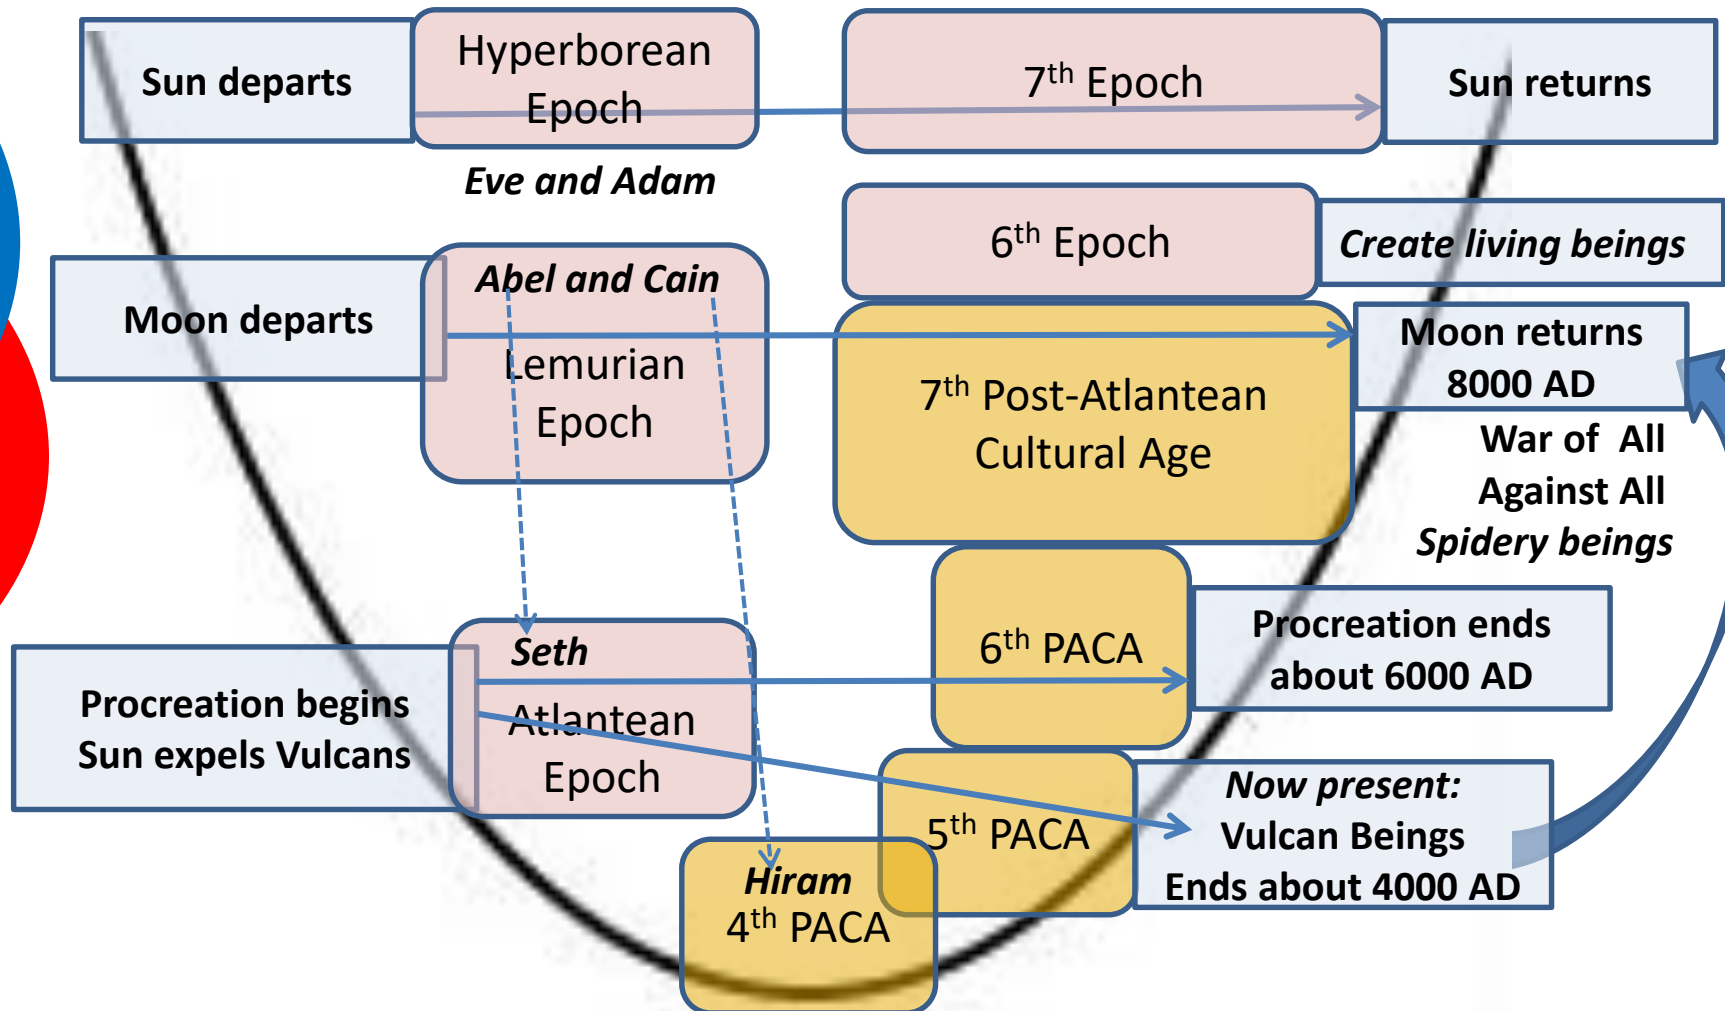 Sun departs
Hyperborean
Epoch
7th Epoch
Sun returns
Eve and Adam
6th Epoch
Create living beings
Moon departs
Abel and Cain
Lemurian
Epoch
7th Post-Atlantean
Cultural Age
Moon returns
8000 AD
War of All
Against All
Spidery beings
Procreation begins
Sun expels Vulcans
Seth
Atlantean
Epoch
6th PACA
Procreation ends
about 6000 AD
5th PACA
Now present:
Vulcan Beings
Ends about 4000 AD
Hiram
4th PACA